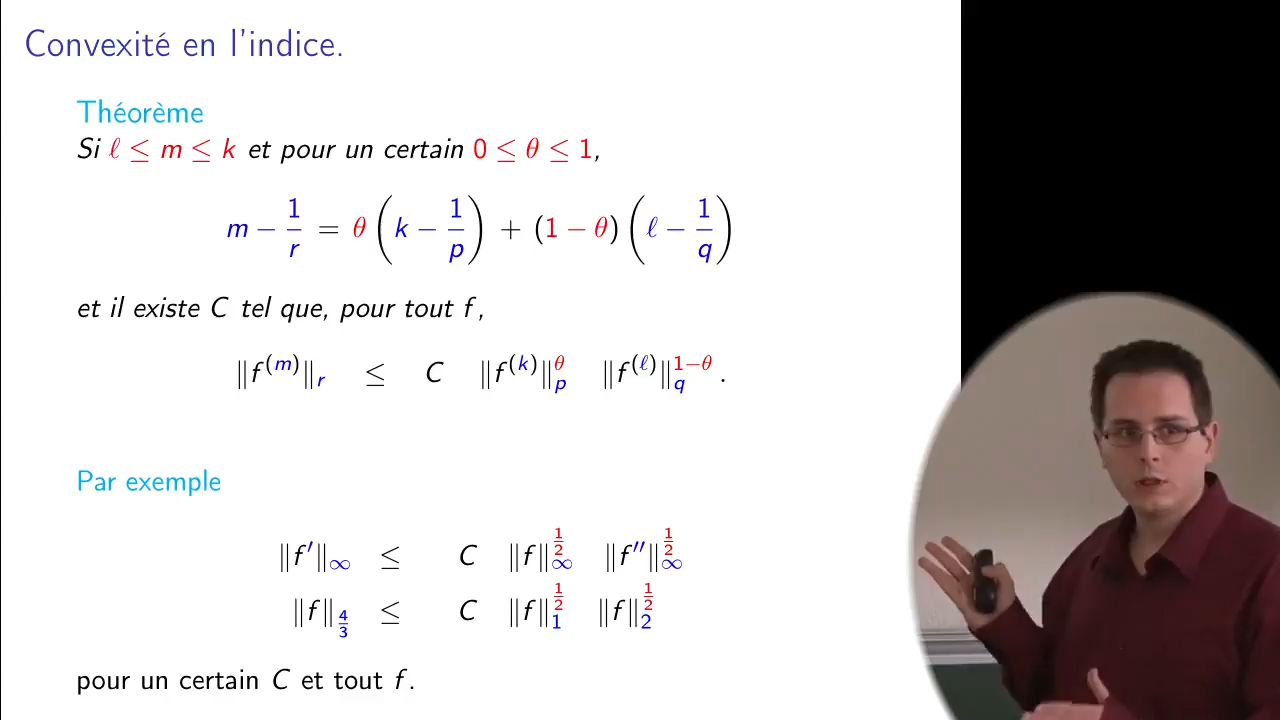 Convexité en l'indice.
Théorème
Si ℓ ≤ m ≤ k et pour un certain 0 ≤ θ ≤ 1,
m − 1/r = θ (k − 1/p) + (1 − θ) (ℓ − 1/q)
et il existe C tel que, pour tout f,
‖f^(m)‖_r ≤ C ‖f^(k)‖_p^θ ‖f^(ℓ)‖_q^{1−θ}.
Par exemple
‖f′‖_∞ ≤ C ‖f‖_∞^{1/2} ‖f″‖_∞^{1/2}
‖f‖_{4/3} ≤ C ‖f‖_1^{1/2} ‖f‖_2^{1/2}
pour un certain C et tout f.